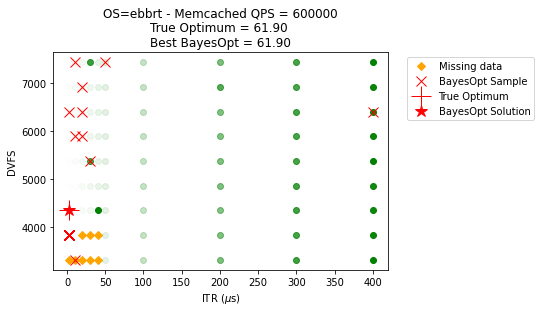 OS=ebbrt - Memcached QPS = 600000
True Optimum = 61.90
Best BayesOpt = 61.90
Missing data
BayesOpt Sample
True Optimum
BayesOpt Solution
DVFS
7000
6000
5000
4000
0 50 100 150 200 250 300 350 400
ITR (μs)